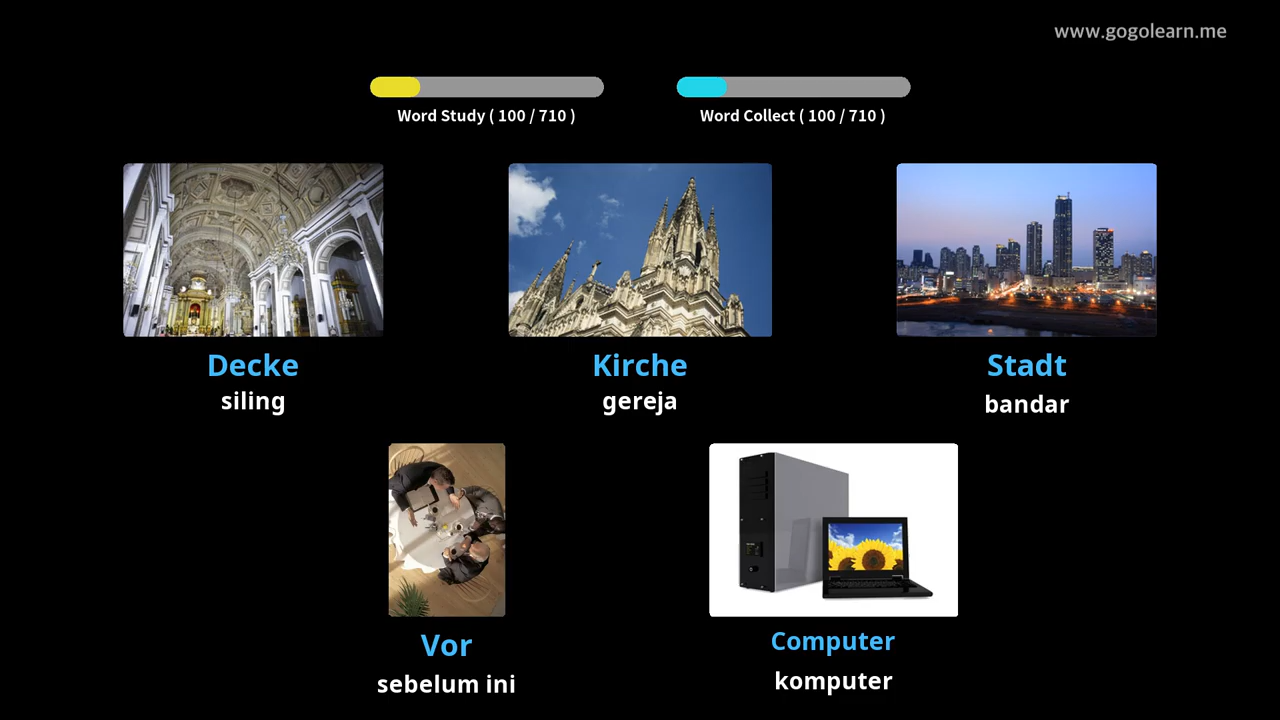 www.gogolearn.me
Word Study ( 100 / 710 )
Word Collect ( 100 / 710 )
Decke
siling
Kirche
gereja
Stadt
bandar
Vor
sebelum ini
Computer
komputer